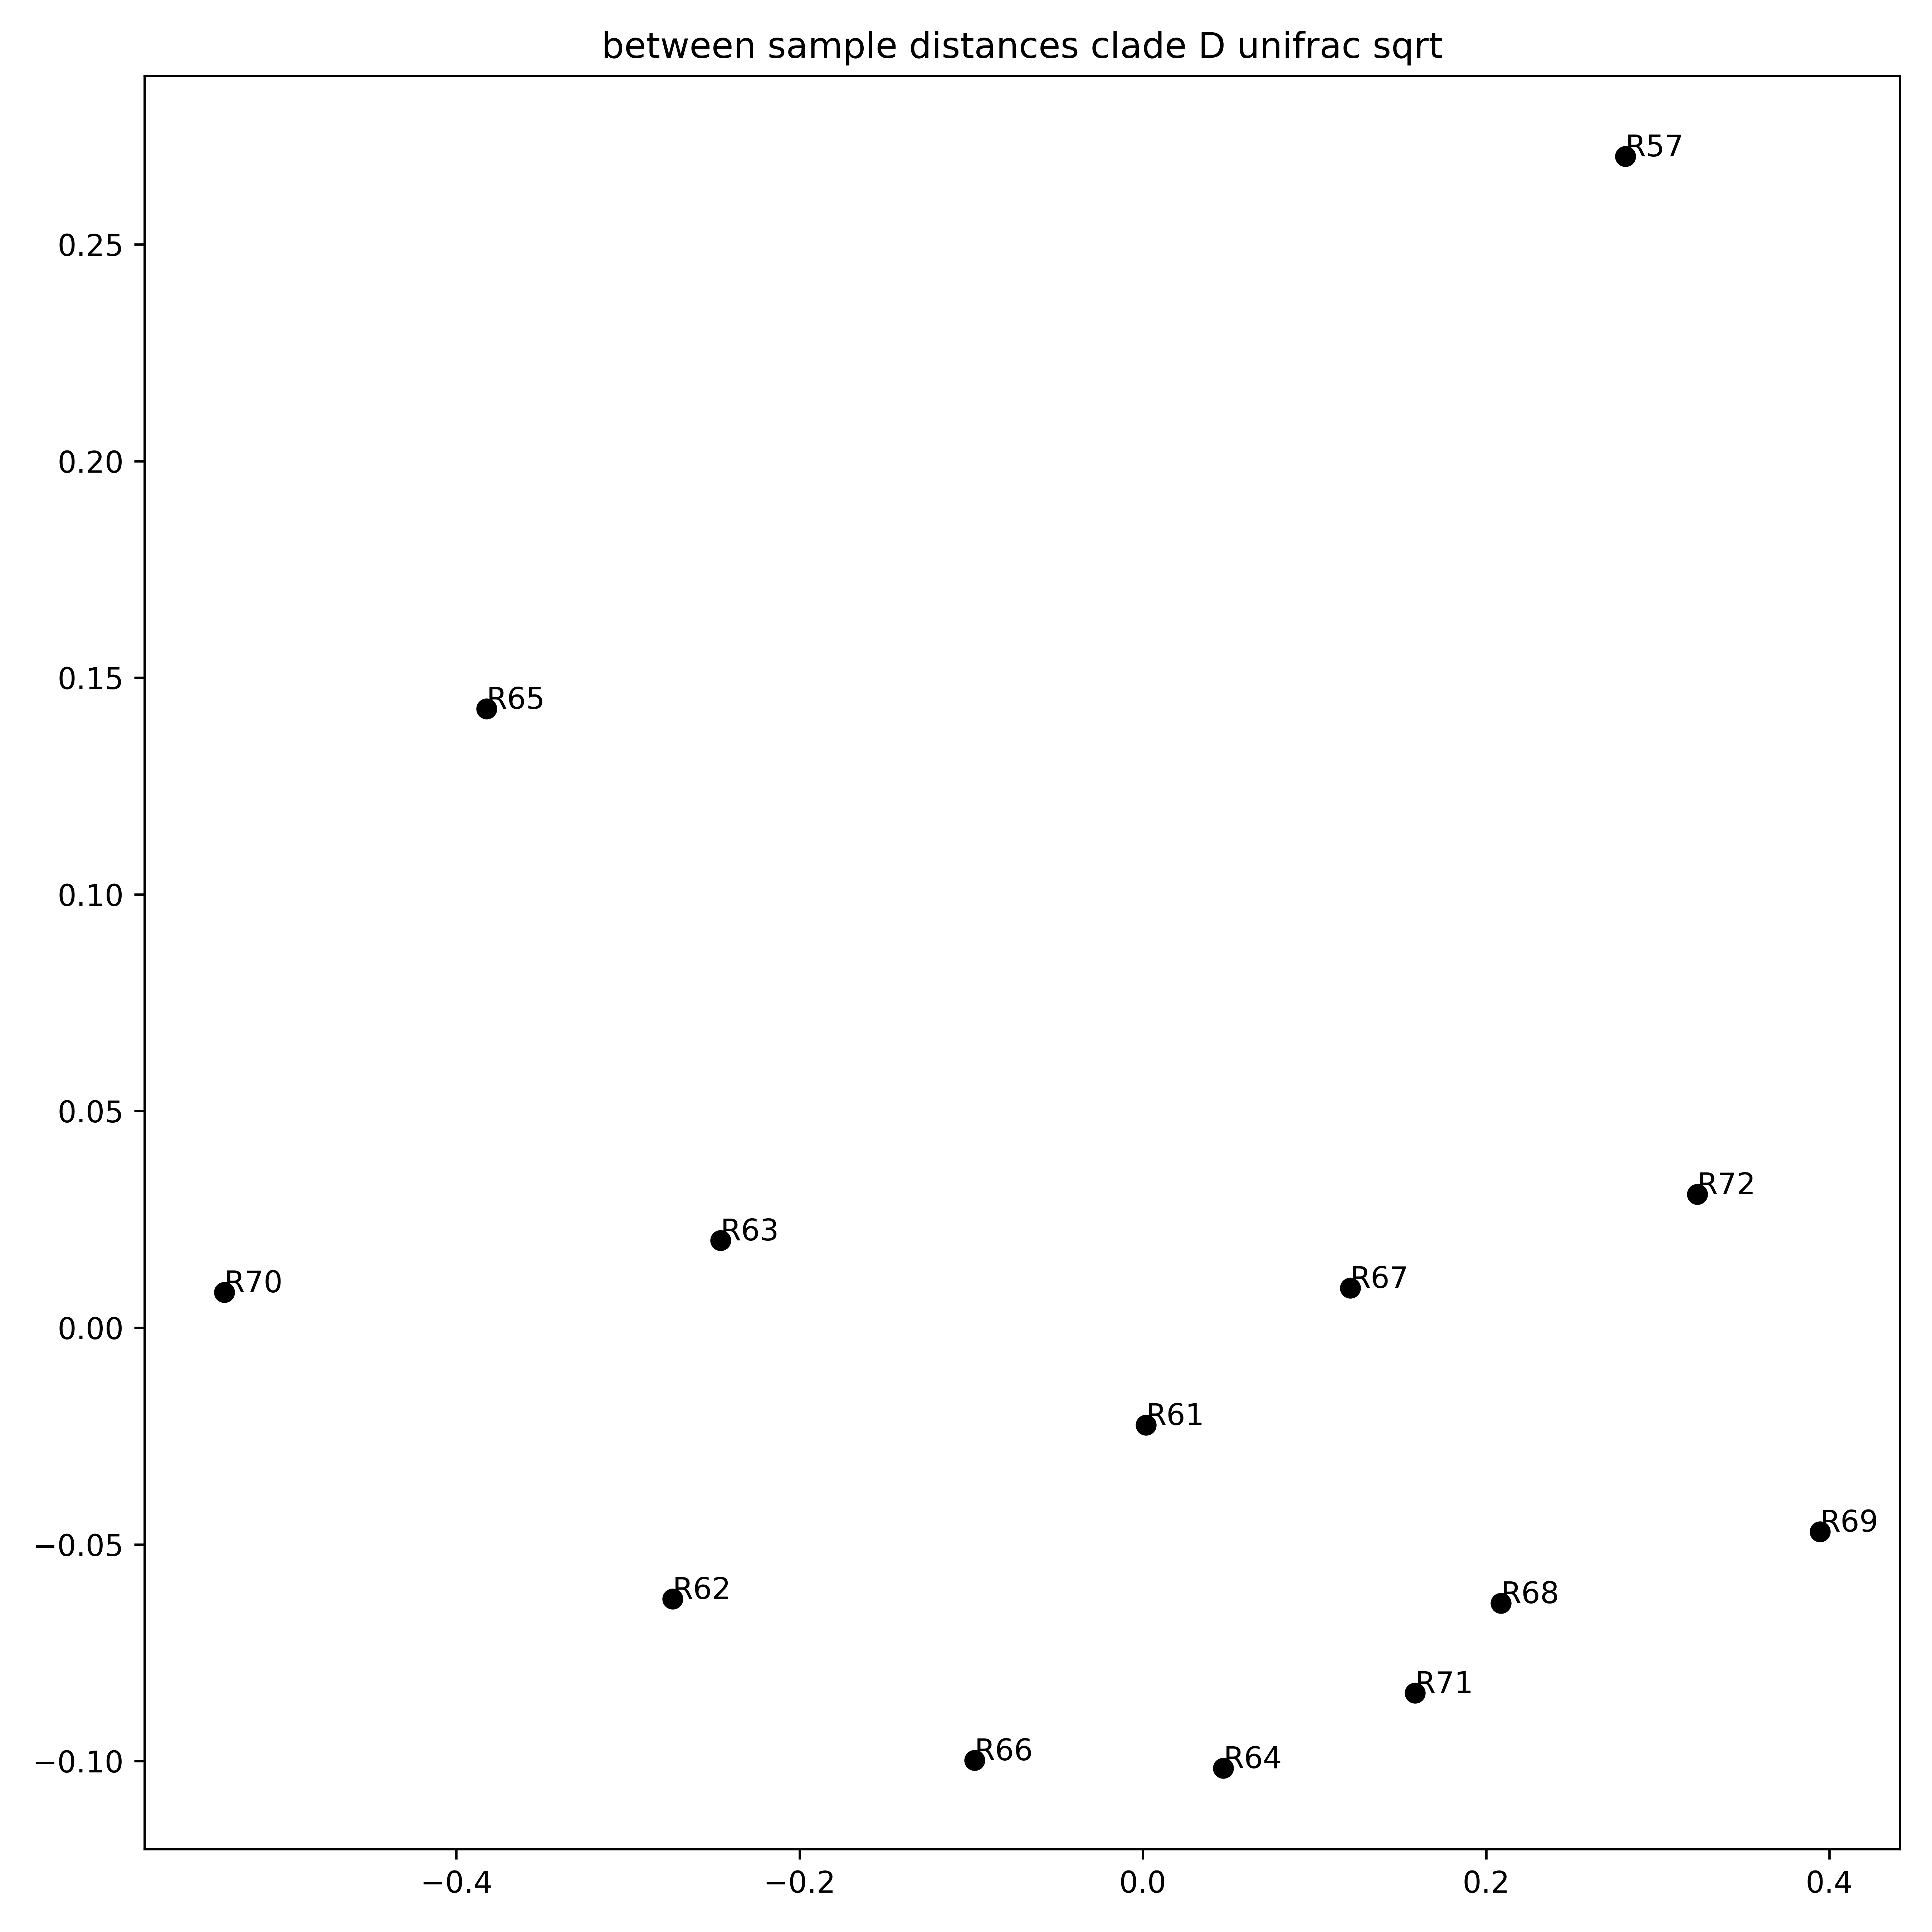 between sample distances clade D unifrac sqrt
R57
0.25
0.20
R65
0.15
0.10
0.05
R72
R63
R67
R70
0.00
R61
R69
−0.05
R62
R68
R71
R66
R64
−0.10
−0.4 −0.2 0.0 0.2 0.4